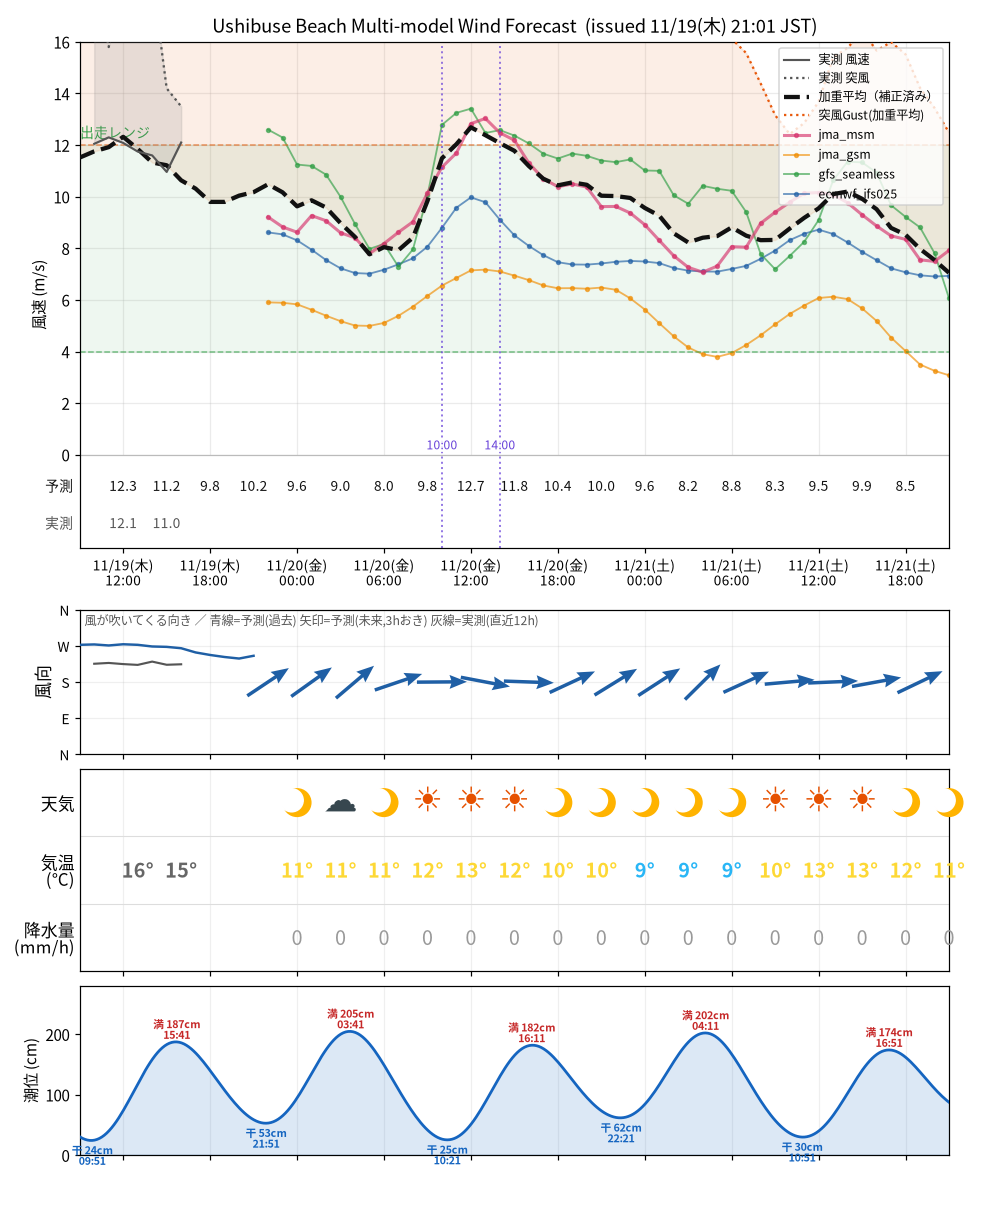 Ushibuse Beach Multi-model Wind Forecast (issued 11/19(木) 21:01 JST)
16
14
12
10
8
6
4
2
0
風速 (m/s)
出走レンジ
実測 風速
実測 突風
加重平均（補正済み）
突風Gust(加重平均)
jma_msm
jma_gsm
gfs_seamless
ecmwf_ifs025
10:00 14:00
予測 12.3 11.2 9.8 10.2 9.6 9.0 8.0 9.8 12.7 11.8 10.4 10.0 9.6 8.2 8.8 8.3 9.5 9.9 8.5
実測 12.1 11.0
11/19(木) 11/19(木) 11/20(金) 11/20(金) 11/20(金) 11/20(金) 11/21(土) 11/21(土) 11/21(土) 11/21(土)
12:00 18:00 00:00 06:00 12:00 18:00 00:00 06:00 12:00 18:00
風が吹いてくる向き ／ 青線=予測(過去) 矢印=予測(未来,3hおき) 灰線=実測(直近12h)
N
W
S
E
N
風向
天気
気温
(℃)
16° 15° 11° 11° 11° 12° 13° 12° 10° 10° 9° 9° 9° 10° 13° 13° 12° 11°
降水量
(mm/h)
0 0 0 0 0 0 0 0 0 0 0 0 0 0 0 0
潮位 (cm)
200
100
0
干 24cm
09:51
満 187cm
15:41
干 53cm
21:51
満 205cm
03:41
干 25cm
10:21
満 182cm
16:11
干 62cm
22:21
満 202cm
04:11
干 30cm
10:51
満 174cm
16:51